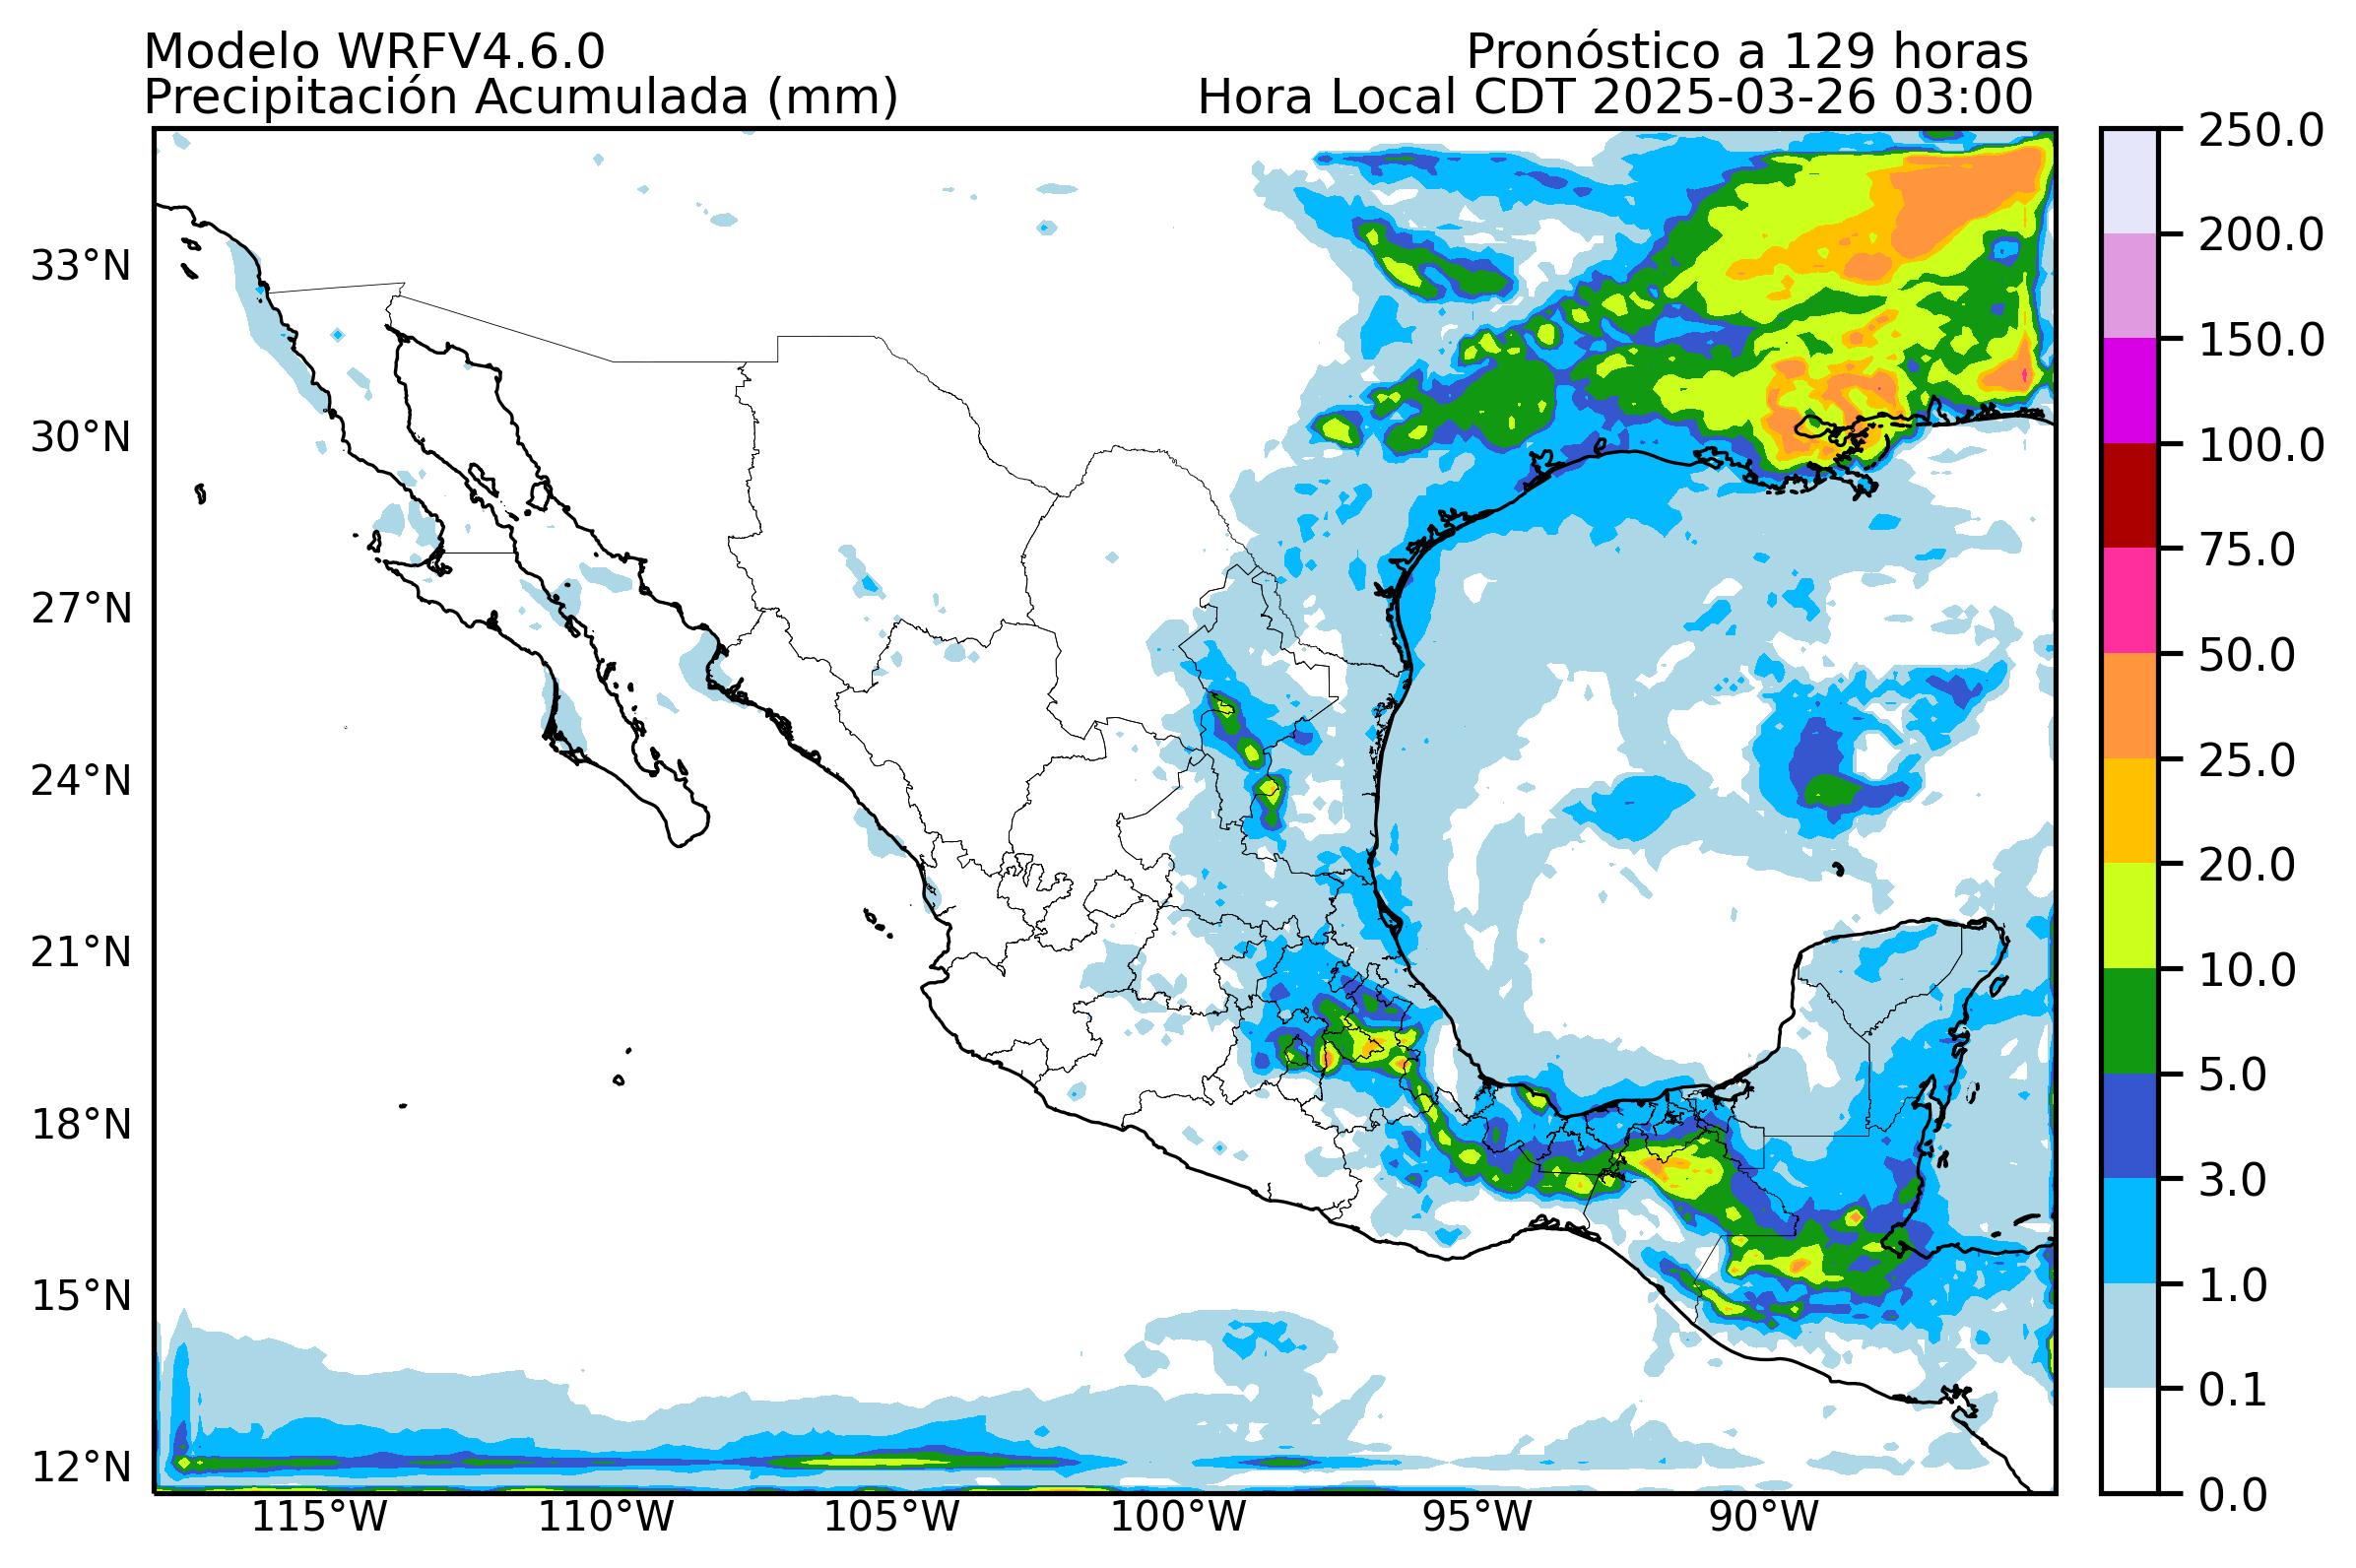 Modelo WRFV4.6.0
Pronóstico a 129 horas
Precipitación Acumulada (mm)
Hora Local CDT 2025-03-26 03:00
33°N
30°N
27°N
24°N
21°N
18°N
15°N
12°N
115°W
110°W
105°W
100°W
95°W
90°W
250.0
200.0
150.0
100.0
75.0
50.0
25.0
20.0
10.0
5.0
3.0
1.0
0.1
0.0